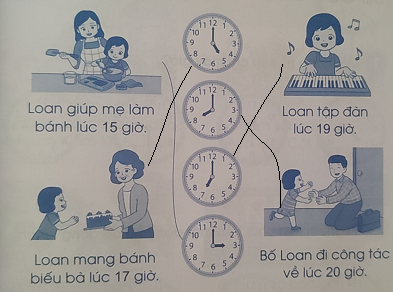 Loan giúp mẹ làm
bánh lúc 15 giờ.
Loan tập đàn
lúc 19 giờ.
Loan mang bánh
biếu bà lúc 17 giờ.
Bố Loan đi công tác
về lúc 20 giờ.